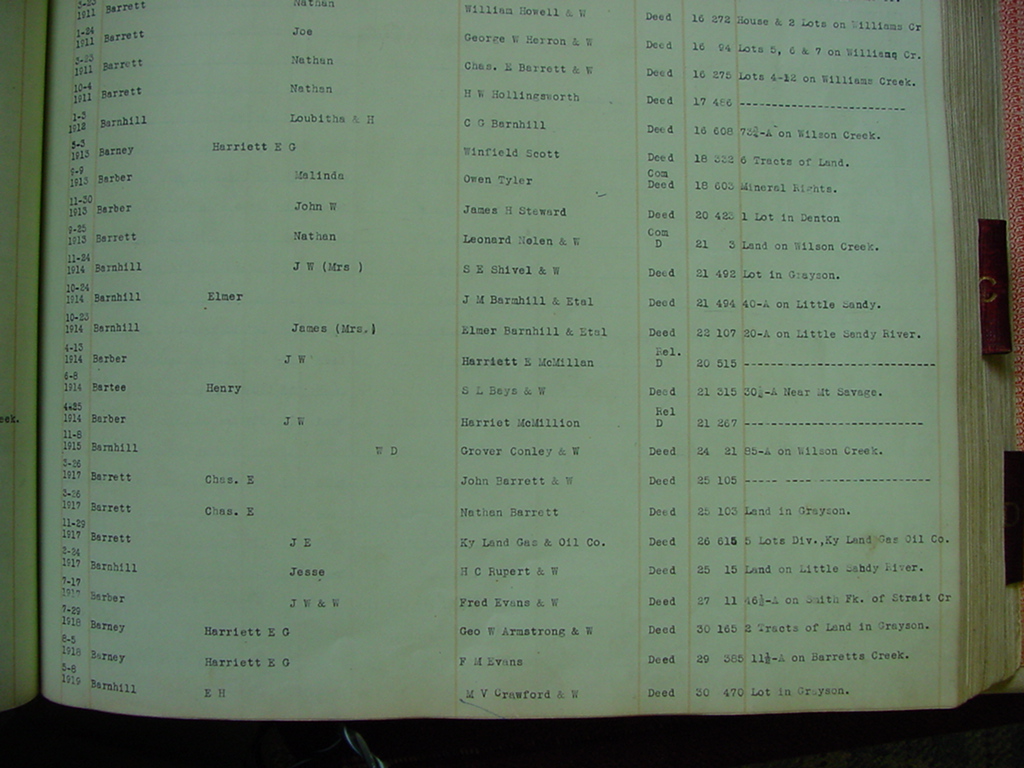 1911 Barrett Nathan William Howell & W Deed 16 272 House & 2 Lots on Williams Cr
1-24
1911 Barrett Joe George W Herron & W Deed 16 94 Lots 5, 6 & 7 on Williamq Cr.
1911 Barrett Nathan Chas. E Barrett & W Deed 16 275 Lots 4-12 on Williams Creek.
10-4
1911 Barrett Nathan H W Hollingsworth Deed 17 486 ------------------------
1912 Barnhill Loubitha & H C G Barnhill Deed 16 608 73¾-A on Wilson Creek.
1913 Barney Harriett E G Winfield Scott Deed 18 332 6 Tracts of Land.
9-9 Com
1913 Barber Malinda Owen Tyler Deed 18 603 Mineral Rights.
11-30
1913 Barber John W James H Steward Deed 20 423 1 Lot in Denton
9-25 Com
1913 Barrett Nathan Leonard Nolen & W D 21 3 Land on Wilson Creek.
11-24
1914 Barnhill J W (Mrs ) S E Shivel & W Deed 21 492 Lot in Grayson.
10-24
1914 Barnhill Elmer J M Barnhill & Etal Deed 21 494 40-A on Little Sandy.
10-23
1914 Barnhill James (Mrs.) Elmer Barnhill & Etal Deed 22 107 20-A on Little Sandy River.
4-13 Rel.
1914 Barber J W Harriett E McMillan D 20 515 ---------------------------
6-8
1914 Bartee Henry S L Bays & W Deed 21 315 30½-A Near Mt Savage.
4-25 Rel
1914 Barber J W Harriet McMillion D 21 267 -------------------------
11-8
1915 Barnhill W D Grover Conley & W Deed 24 21 85-A on Wilson Creek.
3-26
1917 Barrett Chas. E John Barrett & W Deed 25 105 ----- ---- ----------------
3-26
1917 Barrett Chas. E Nathan Barrett Deed 25 103 Land in Grayson.
11-29
1917 Barrett J E Ky Land Gas & Oil Co. Deed 26 615 5 Lots Div.,Ky Land Gas Oil Co.
3-24
1917 Barnhill Jesse H C Rupert & W Deed 25 15 Land on Little Sandy River.
7-17
1917 Barber J W & W Fred Evans & W Deed 27 11 46½-A on Smith Fk. of Strait Cr
7-29
1918 Barney Harriett E G Geo W Armstrong & W Deed 30 165 2 Tracts of Land in Grayson.
8-5
1918 Barney Harriett E G F M Evans Deed 29 385 11½-A on Barretts Creek.
5-8
1919 Barnhill E H M V Crawford & W Deed 30 470 Lot in Grayson.
eek.
C